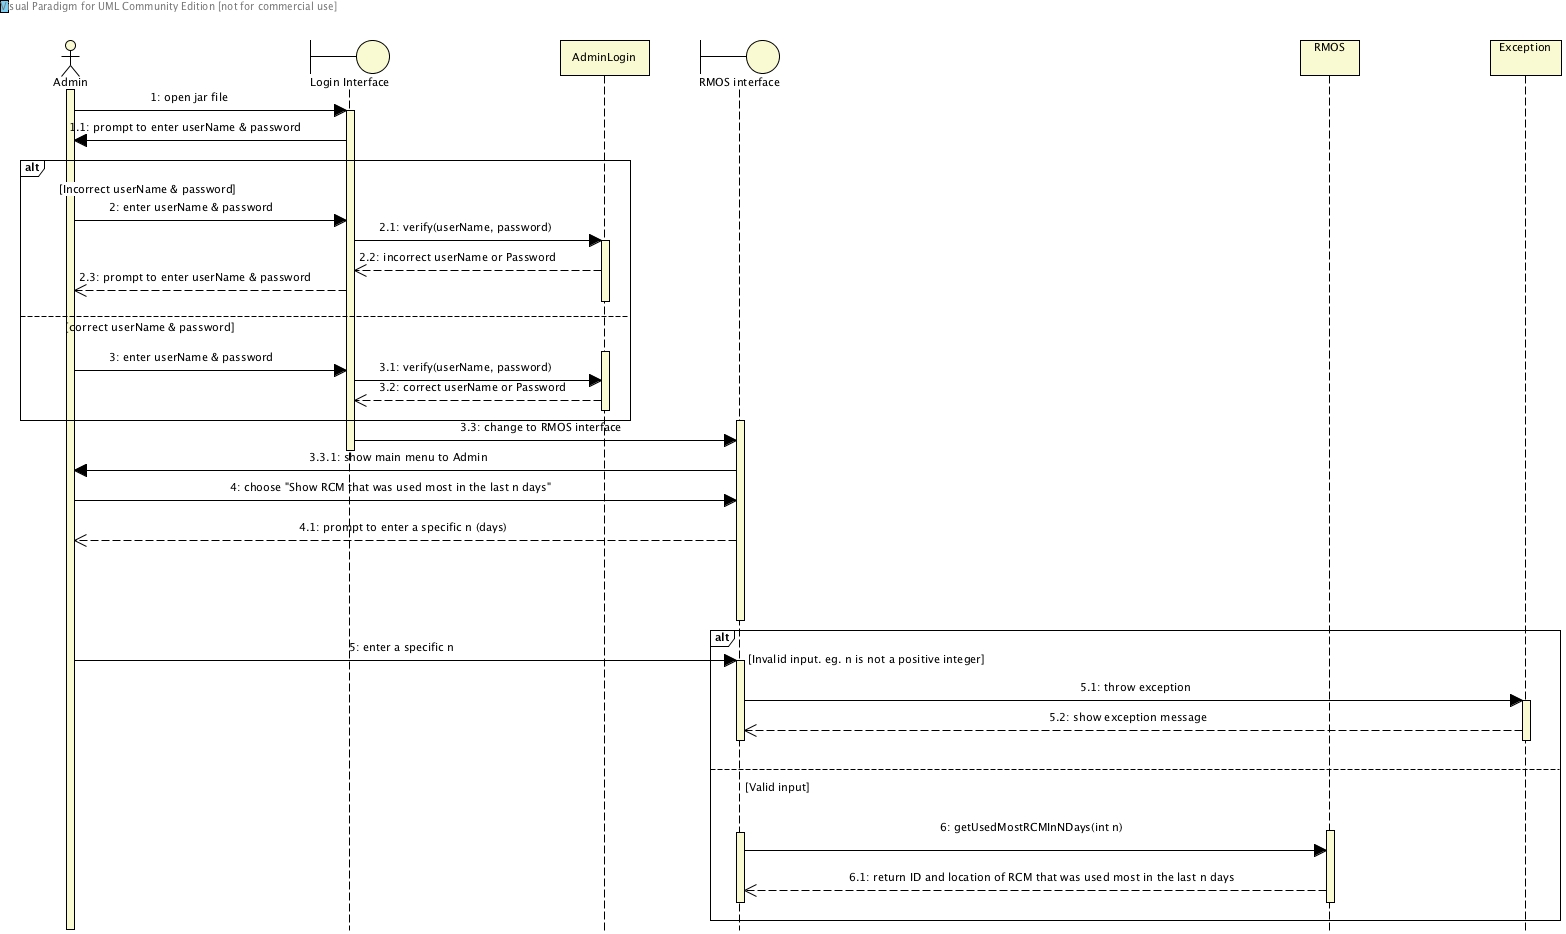 Visual Paradigm for UML Community Edition [not for commercial use]
Admin
Login Interface
AdminLogin
RMOS interface
RMOS
Exception
1: open jar file
1.1: prompt to enter userName & password
alt
[Incorrect userName & password]
2: enter userName & password
2.1: verify(userName, password)
2.2: incorrect userName or Password
2.3: prompt to enter userName & password
[correct userName & password]
3: enter userName & password
3.1: verify(userName, password)
3.2: correct userName or Password
3.3: change to RMOS interface
3.3.1: show main menu to Admin
4: choose "Show RCM that was used most in the last n days"
4.1: prompt to enter a specific n (days)
alt
5: enter a specific n
[Invalid input. eg. n is not a positive integer]
5.1: throw exception
5.2: show exception message
[Valid input]
6: getUsedMostRCMInNDays(int n)
6.1: return ID and location of RCM that was used most in the last n days